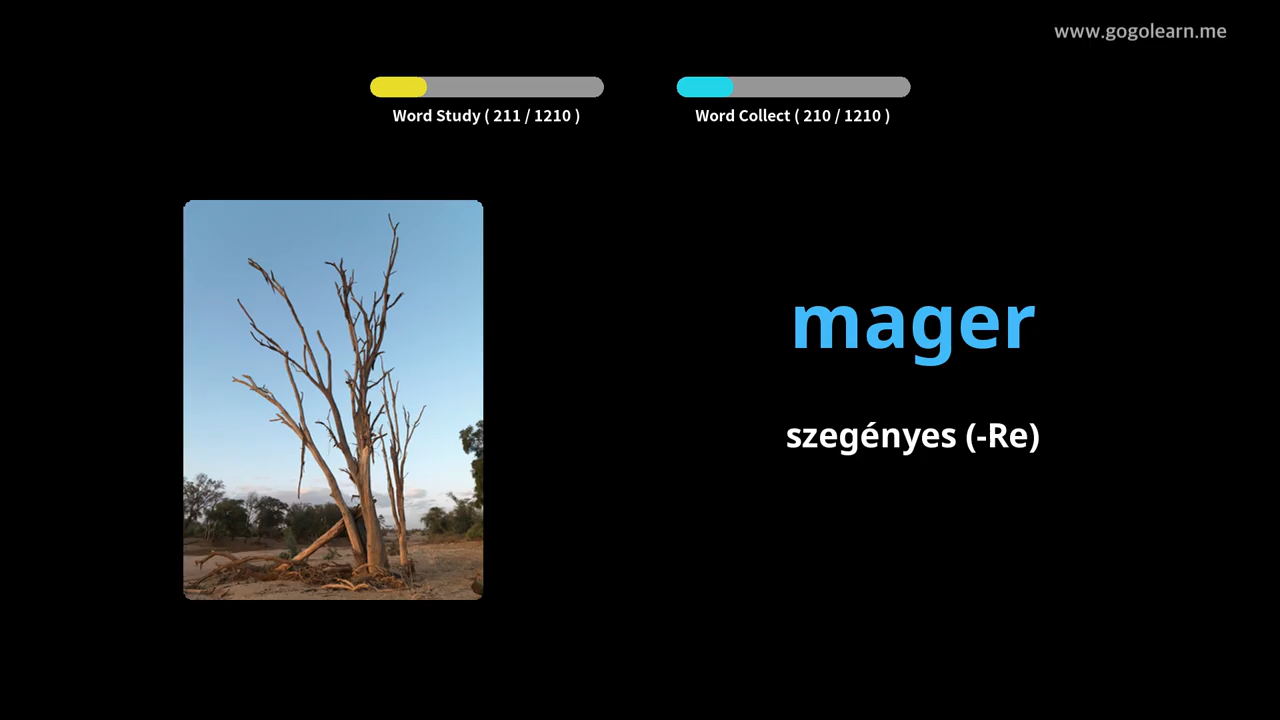 www.gogolearn.me
Word Study ( 211 / 1210 )
Word Collect ( 210 / 1210 )
mager
szegényes (-Re)